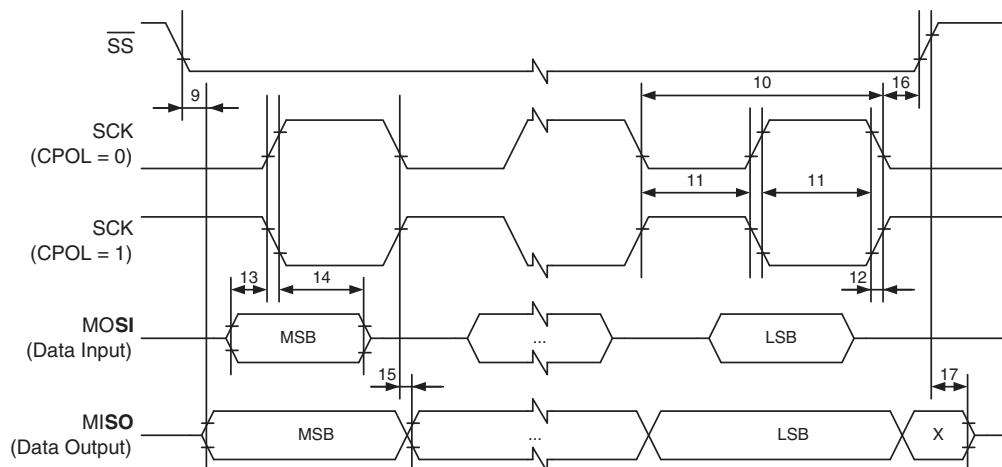 SS
9
10
16
SCK
(CPOL = 0)
11
11
SCK
(CPOL = 1)
12
13
14
MOSI
(Data Input)
MSB
...
LSB
15
17
MISO
(Data Output)
MSB
...
LSB
X